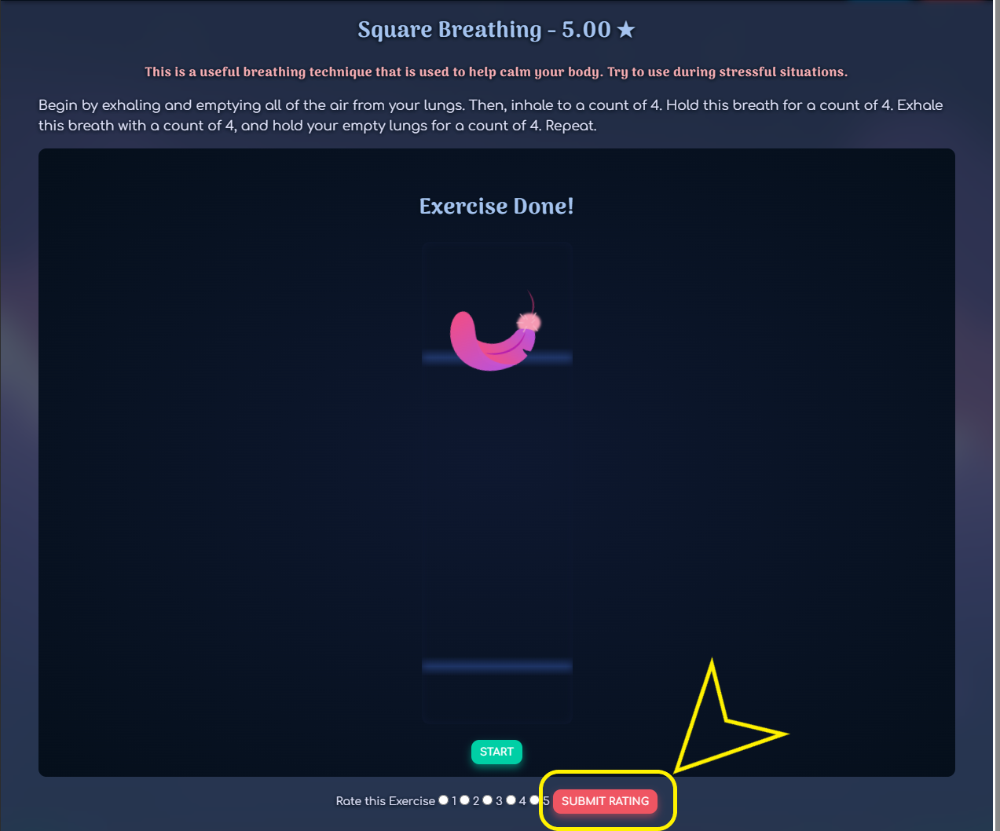 Square Breathing - 5.00 ★
This is a useful breathing technique that is used to help calm your body. Try to use during stressful situations.
Begin by exhaling and emptying all of the air from your lungs. Then, inhale to a count of 4. Hold this breath for a count of 4. Exhale
this breath with a count of 4, and hold your empty lungs for a count of 4. Repeat.
Exercise Done!
START
Rate this Exercise 1 2 3 4 5 SUBMIT RATING